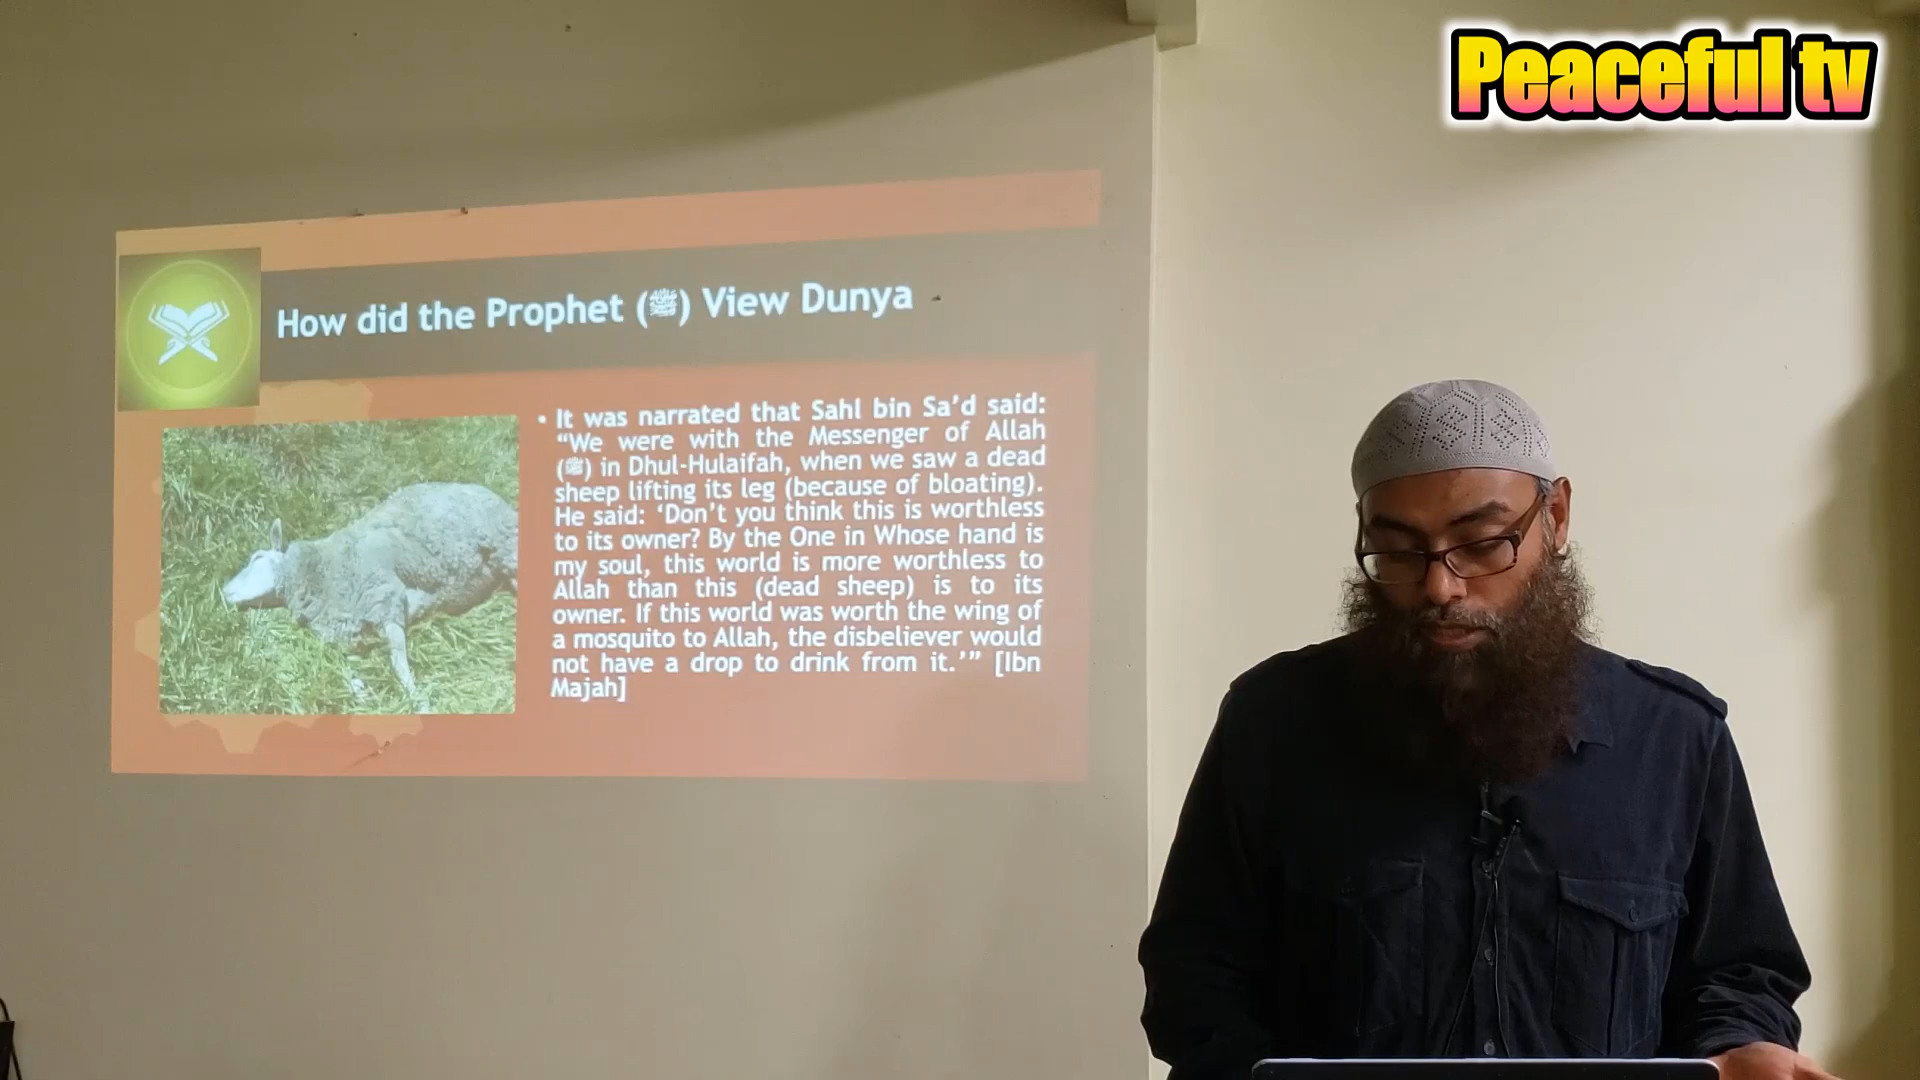 Peaceful tv
How did the Prophet (ﷺ) View Dunya
• It was narrated that Sahl bin Sa’d said:
“We were with the Messenger of Allah
(ﷺ) in Dhul-Hulaifah, when we saw a dead
sheep lifting its leg (because of bloating).
He said: ‘Don’t you think this is worthless
to its owner? By the One in Whose hand is
my soul, this world is more worthless to
Allah than this (dead sheep) is to its
owner. If this world was worth the wing of
a mosquito to Allah, the disbeliever would
not have a drop to drink from it.’” [Ibn
Majah]